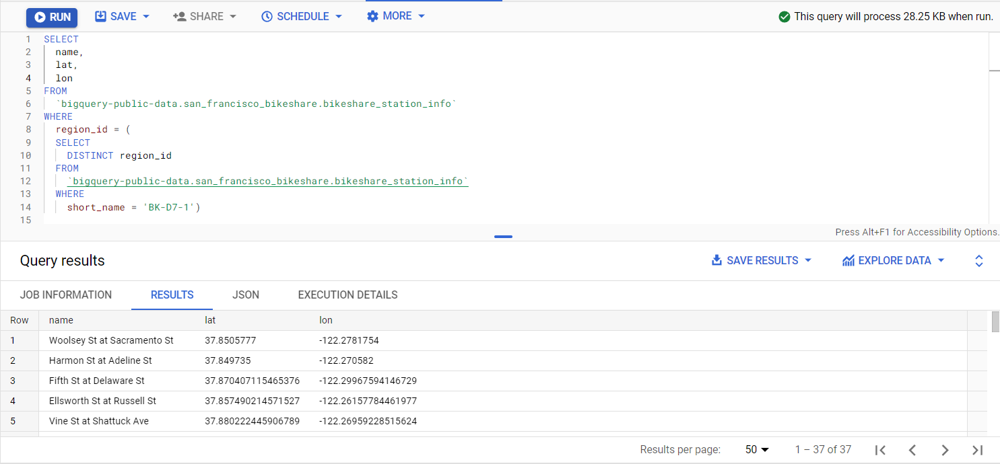 RUN SAVE SHARE SCHEDULE MORE This query will process 28.25 KB when run.
1 SELECT
2 name,
3 lat,
4 lon
5 FROM
6 `bigquery-public-data.san_francisco_bikeshare.bikeshare_station_info`
7 WHERE
8 region_id = (
9 SELECT
10 DISTINCT region_id
11 FROM
12 `bigquery-public-data.san_francisco_bikeshare.bikeshare_station_info`
13 WHERE
14 short_name = 'BK-D7-1')
15
Press Alt+F1 for Accessibility Options.
Query results SAVE RESULTS EXPLORE DATA
JOB INFORMATION RESULTS JSON EXECUTION DETAILS
Row name lat lon
1 Woolsey St at Sacramento St 37.8505777 -122.2781754
2 Harmon St at Adeline St 37.849735 -122.270582
3 Fifth St at Delaware St 37.870407115465376 -122.29967594146729
4 Ellsworth St at Russell St 37.857490214571527 -122.26157784461977
5 Vine St at Shattuck Ave 37.880222445906789 -122.26959228515624
Results per page: 50 1 – 37 of 37